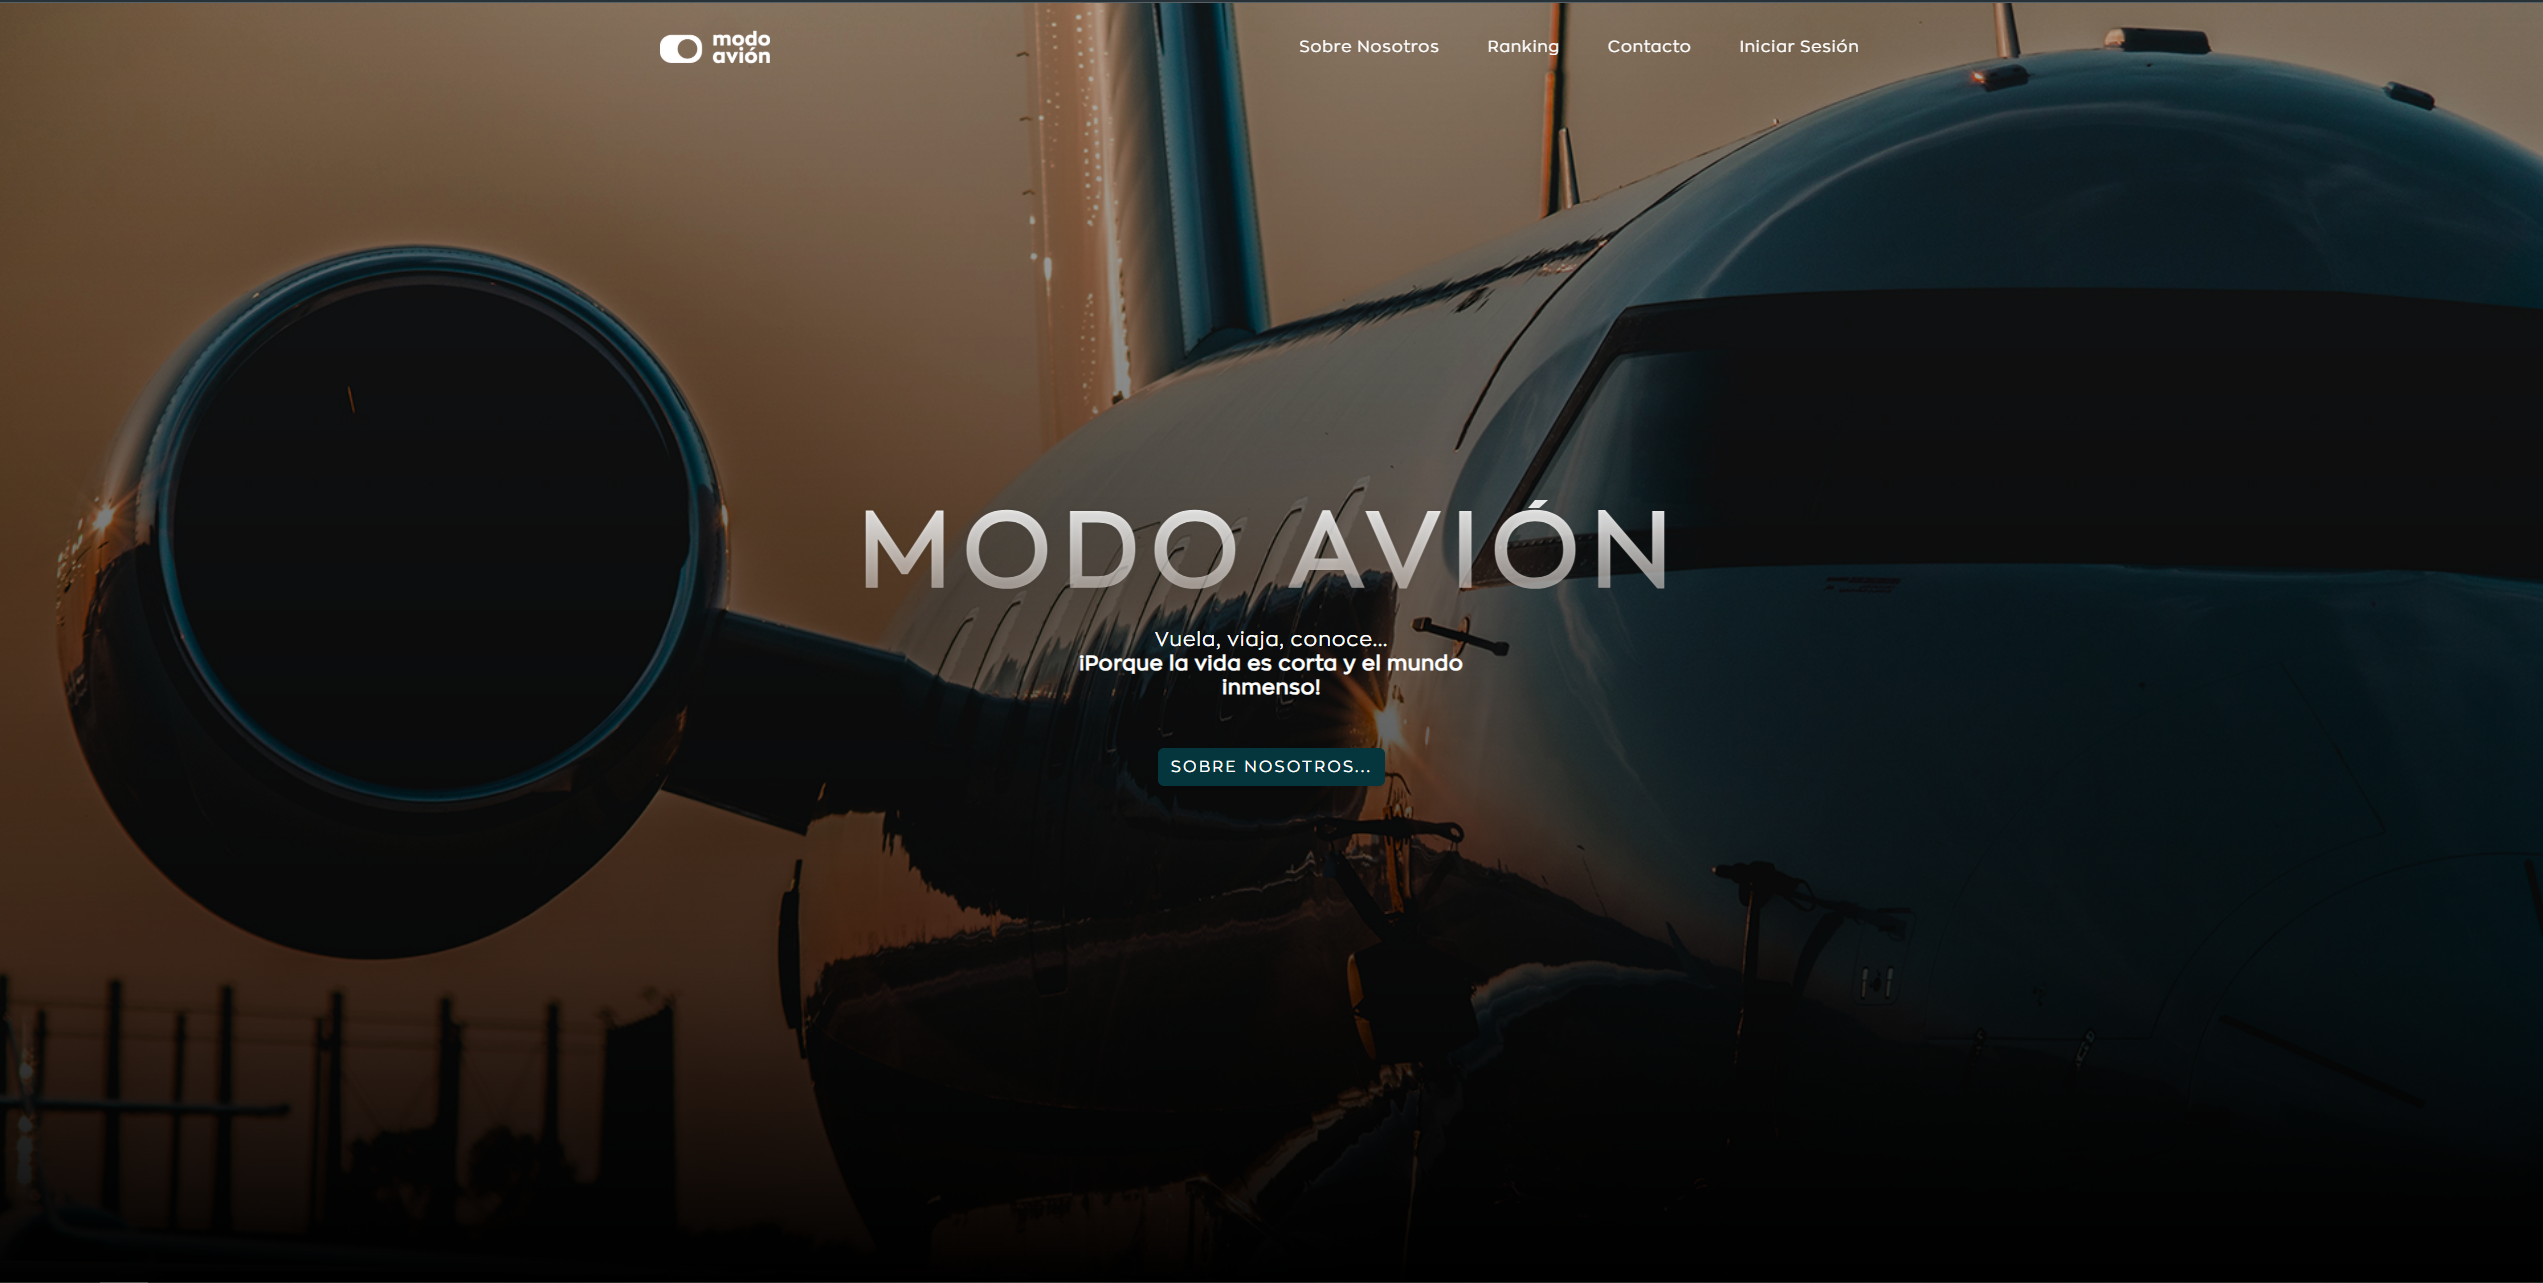 modo
avión
Sobre Nosotros
Ranking
Contacto
Iniciar Sesión
MODO AVIÓN
Vuela, viaja, conoce...
¡Porque la vida es corta y el mundo
inmenso!
SOBRE NOSOTROS...